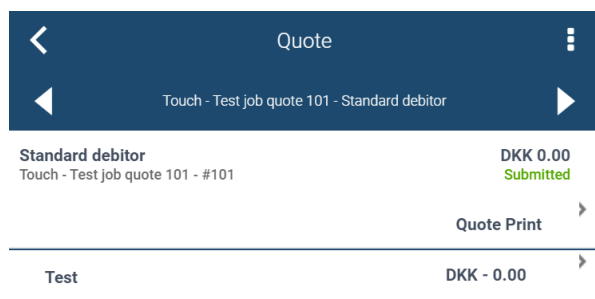 Quote
Touch - Test job quote 101 - Standard debitor
Standard debitor DKK 0.00
Touch - Test job quote 101 - #101 Submitted
Quote Print
Test DKK - 0.00